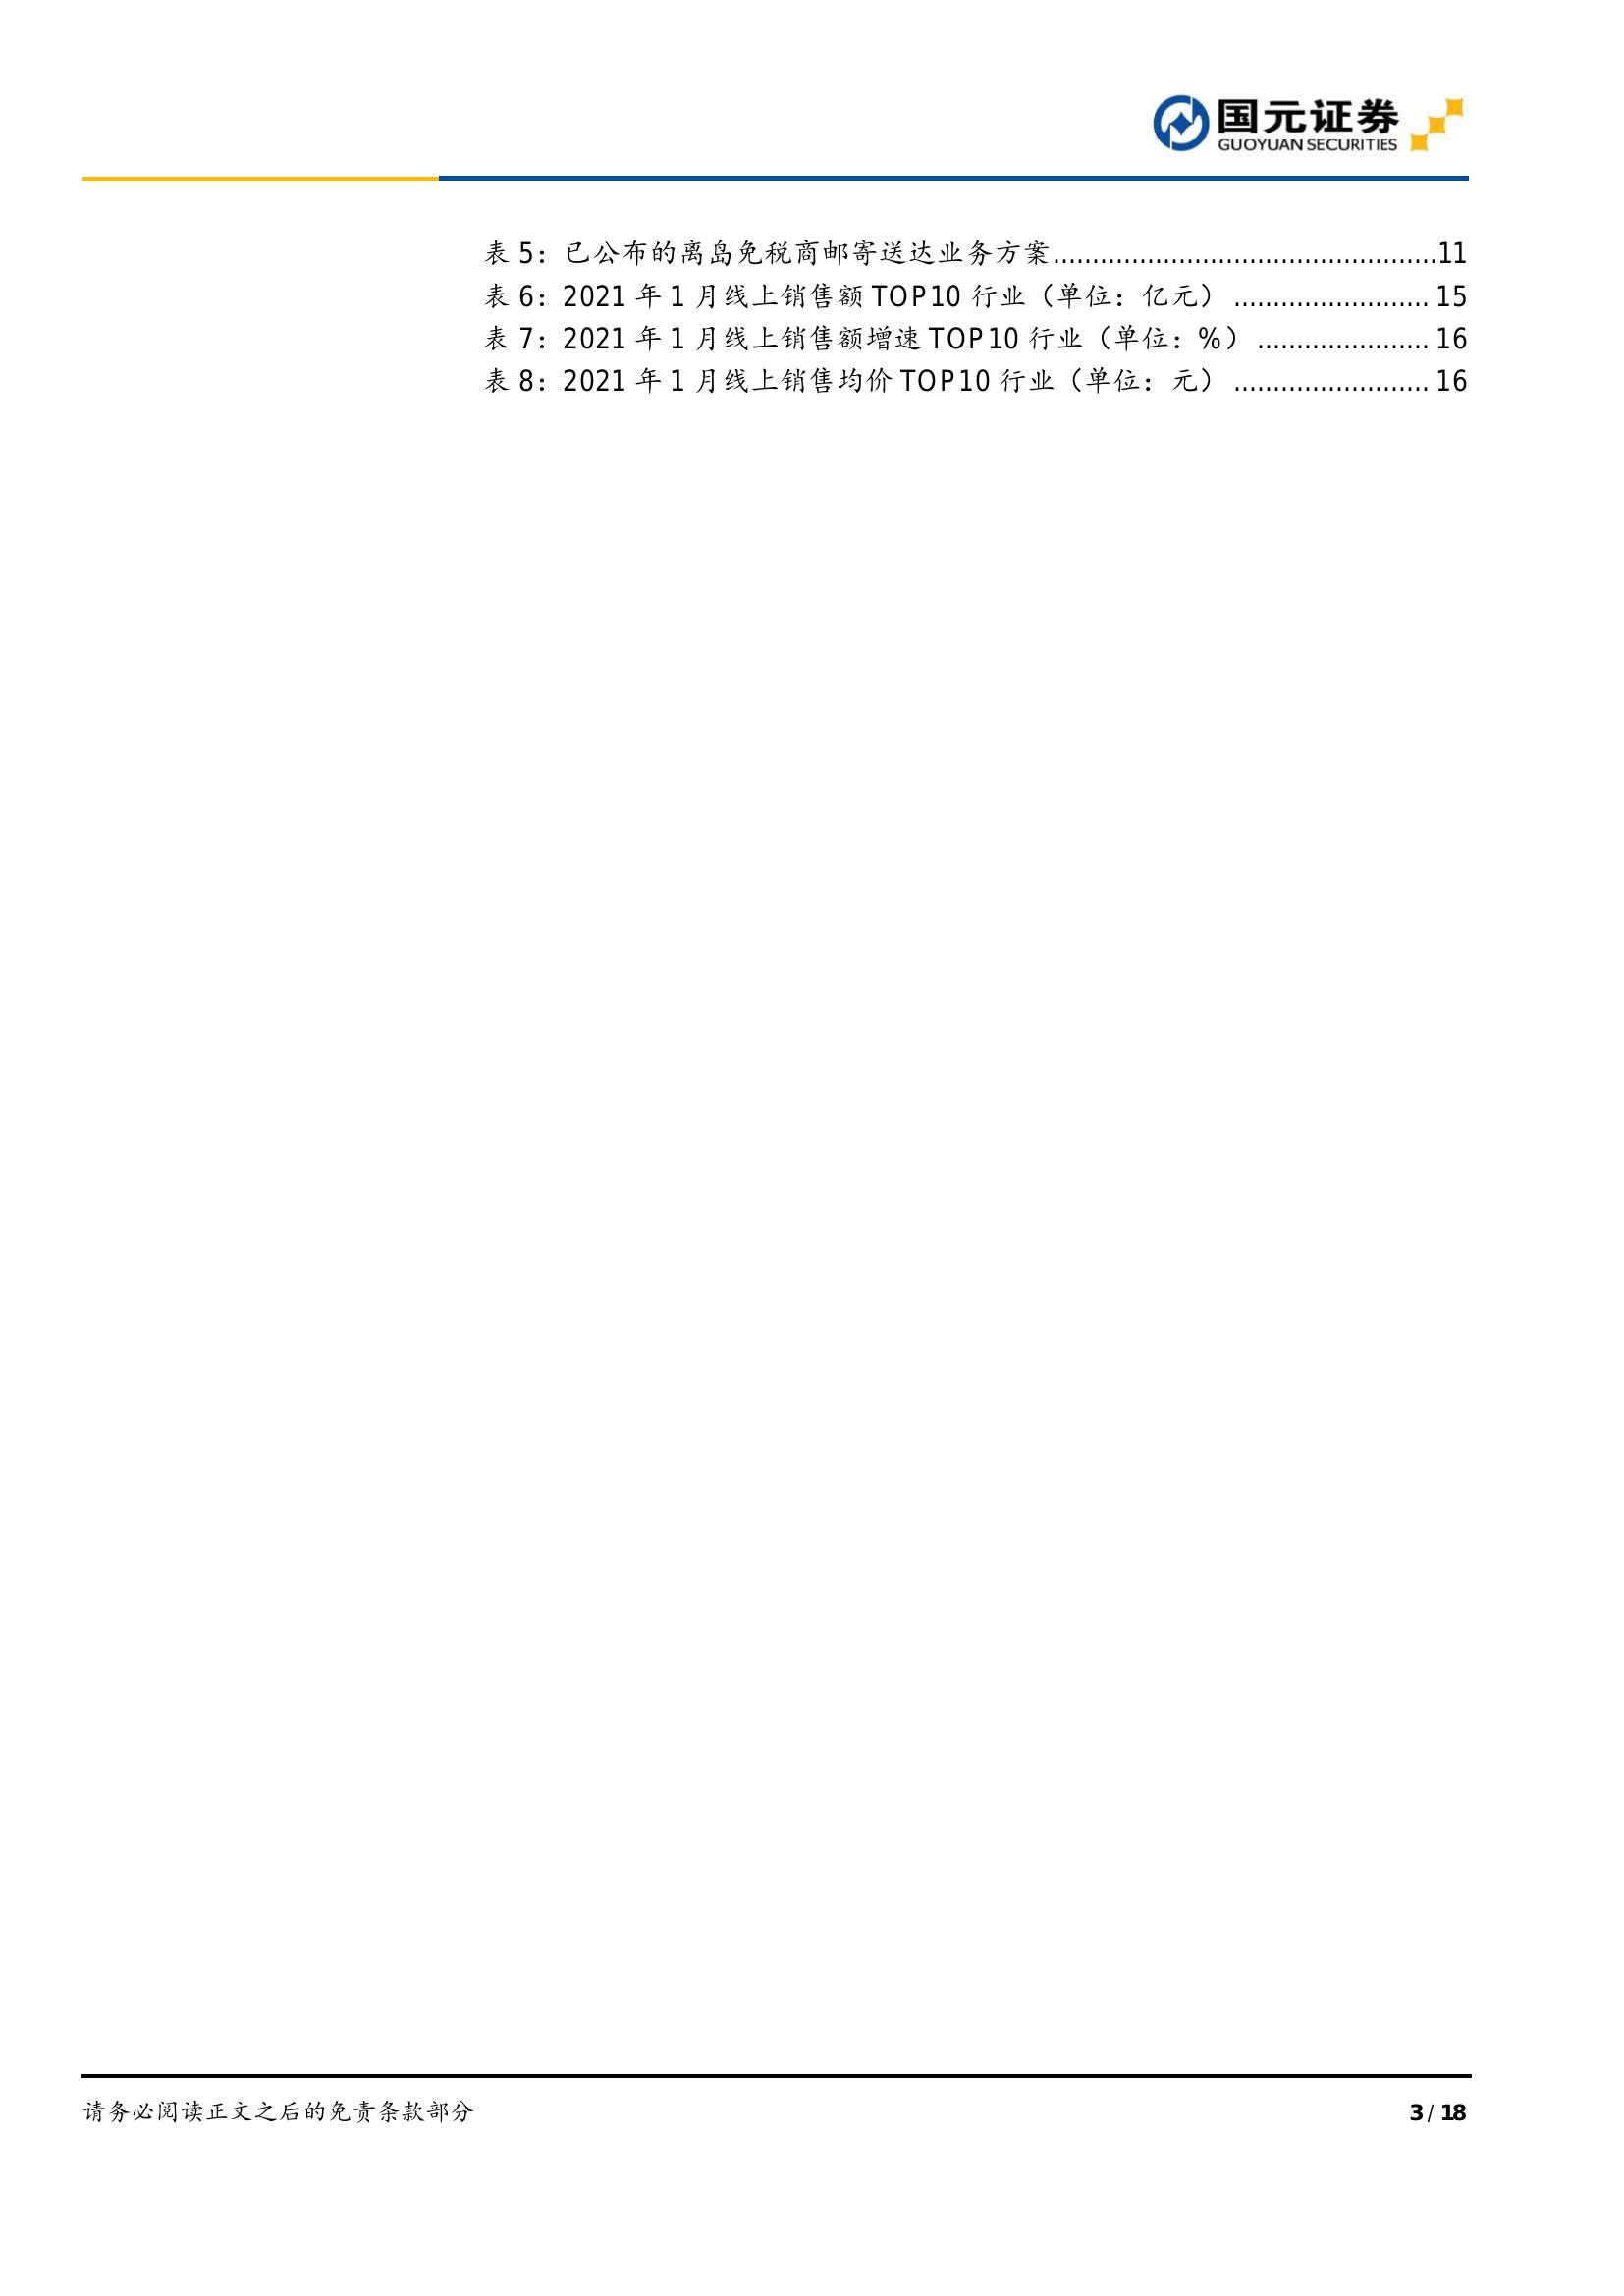 国元证券
GUOYUAN SECURITIES
表 5：已公布的离岛免税商邮寄送达业务方案................................................11
表 6：2021 年 1 月线上销售额 TOP10 行业（单位：亿元） ......................... 15
表 7：2021 年 1 月线上销售额增速 TOP10 行业（单位：%） ...................... 16
表 8：2021 年 1 月线上销售均价 TOP10 行业（单位：元） ......................... 16
请务必阅读正文之后的免责条款部分
3 / 18